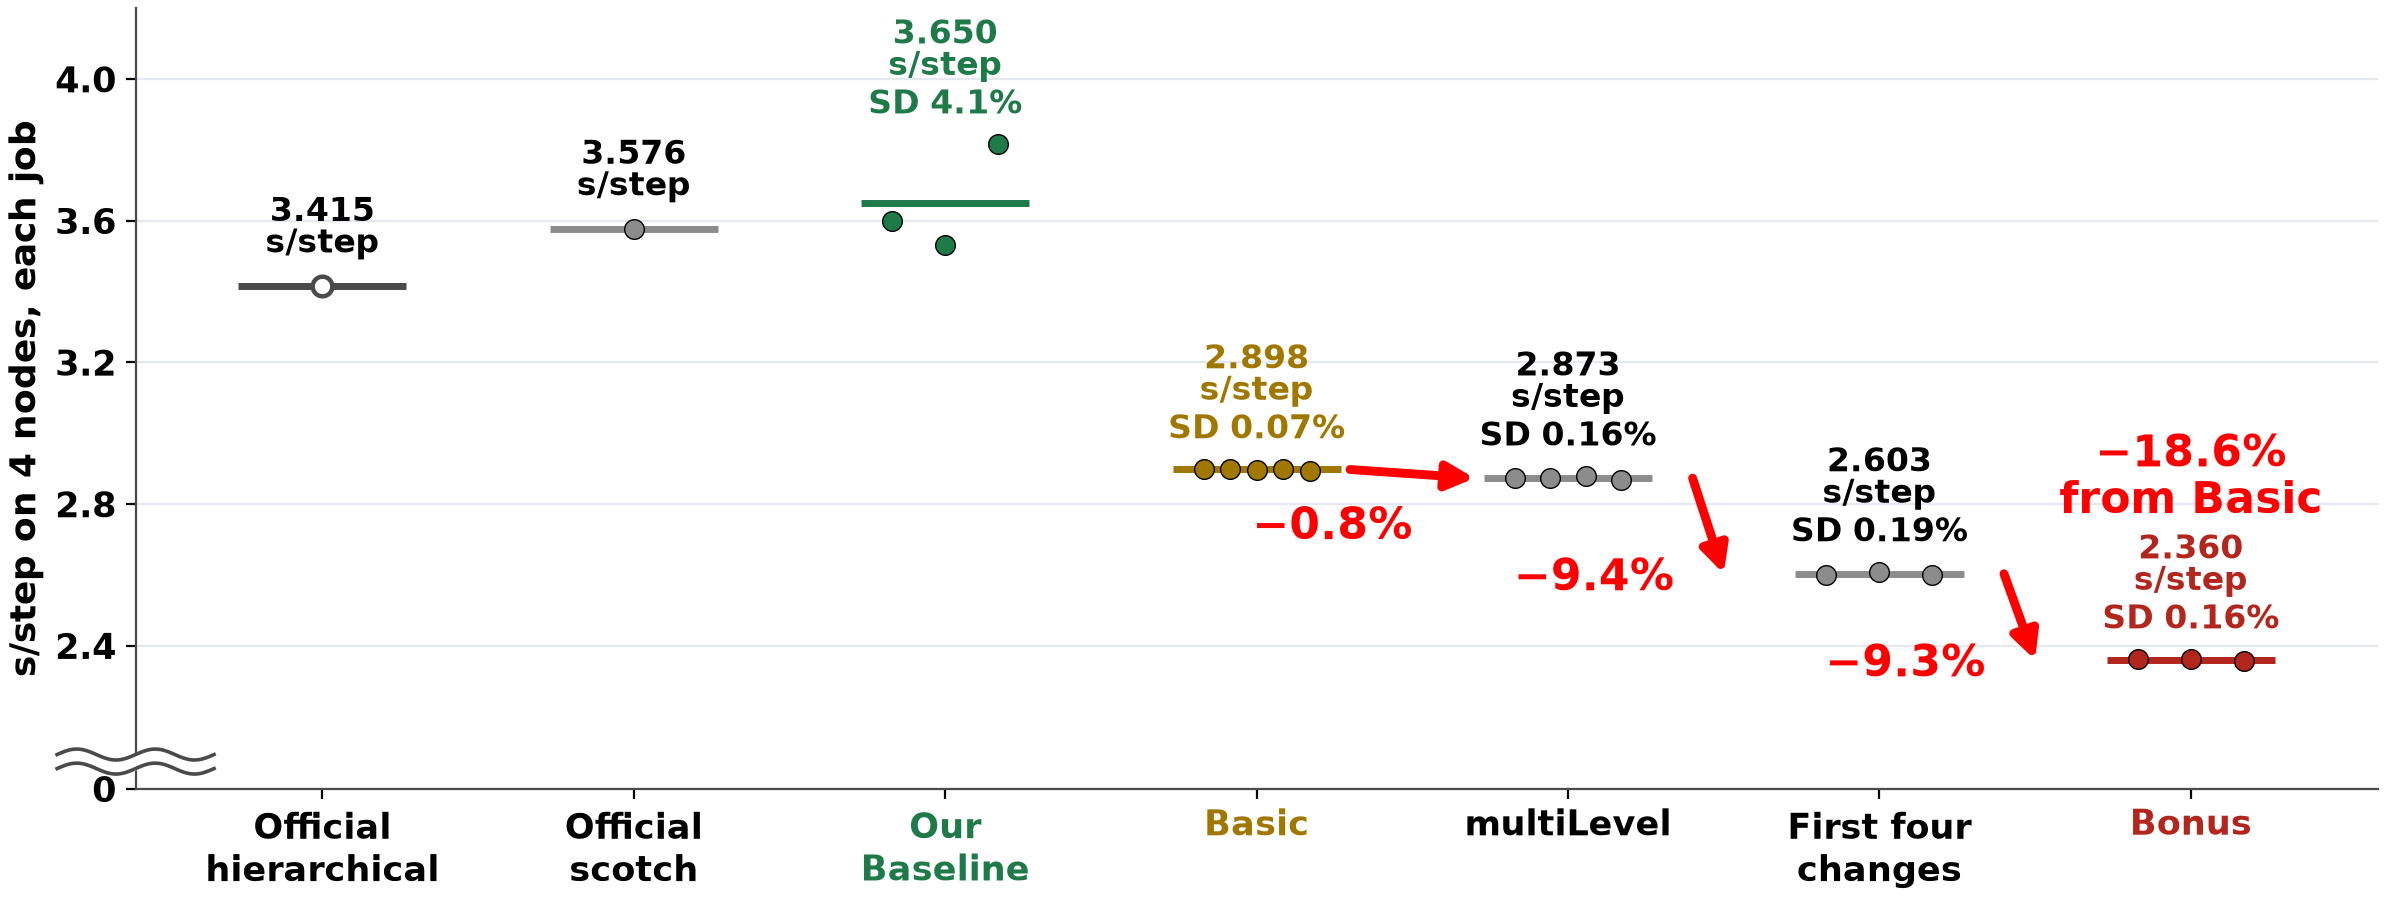 s/step on 4 nodes, each job
4.0
3.6
3.2
2.8
2.4
0
3.415
s/step
3.576
s/step
3.650
s/step
SD 4.1%
2.898
s/step
SD 0.07%
−0.8%
2.873
s/step
SD 0.16%
−9.4%
2.603
s/step
SD 0.19%
−9.3%
−18.6%
from Basic
2.360
s/step
SD 0.16%
Official
hierarchical
Official
scotch
Our
Baseline
Basic
multiLevel
First four
changes
Bonus